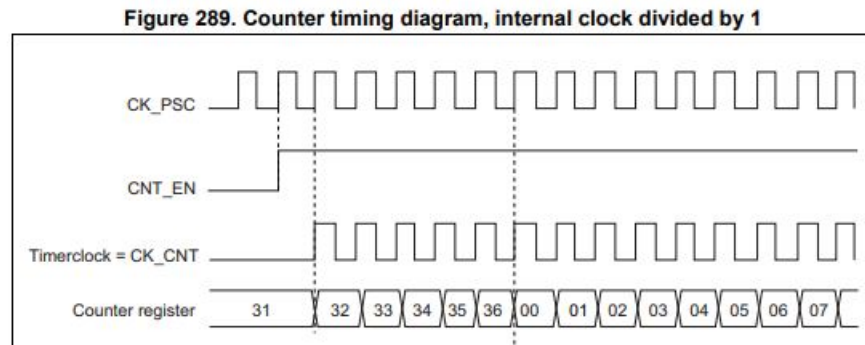 Figure 289. Counter timing diagram, internal clock divided by 1
CK_PSC
CNT_EN
Timerclock = CK_CNT
Counter register 31 32 33 34 35 36 00 01 02 03 04 05 06 07